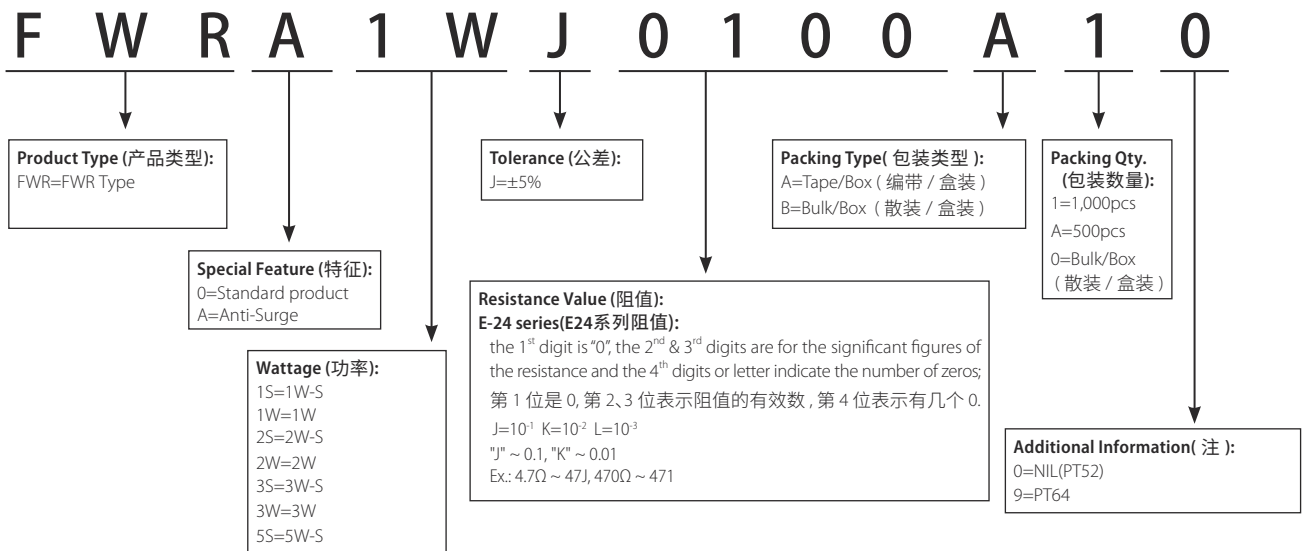 F W R A 1 W J 0 1 0 0 A 1 0
Product Type (产品类型):
FWR=FWR Type
Special Feature (特征):
0=Standard product
A=Anti-Surge
Wattage (功率):
1S=1W-S
1W=1W
2S=2W-S
2W=2W
3S=3W-S
3W=3W
5S=5W-S
Tolerance (公差):
J=±5%
Resistance Value (阻值):
E-24 series(E24系列阻值):
the 1st digit is "0", the 2nd & 3rd digits are for the significant figures of
the resistance and the 4th digits or letter indicate the number of zeros;
第 1 位是 0, 第 2、3 位表示阻值的有效数 , 第 4 位表示有几个 0.
J=10-1 K=10-2 L=10-3
"J" ~ 0.1, "K" ~ 0.01
Ex.: 4.7Ω ~ 47J, 470Ω ~ 471
Packing Type( 包装类型 ):
A=Tape/Box ( 编带 / 盒装 )
B=Bulk/Box ( 散装 / 盒装 )
Packing Qty.
(包装数量):
1=1,000pcs
A=500pcs
0=Bulk/Box
( 散装 / 盒装 )
Additional Information( 注 ):
0=NIL(PT52)
9=PT64